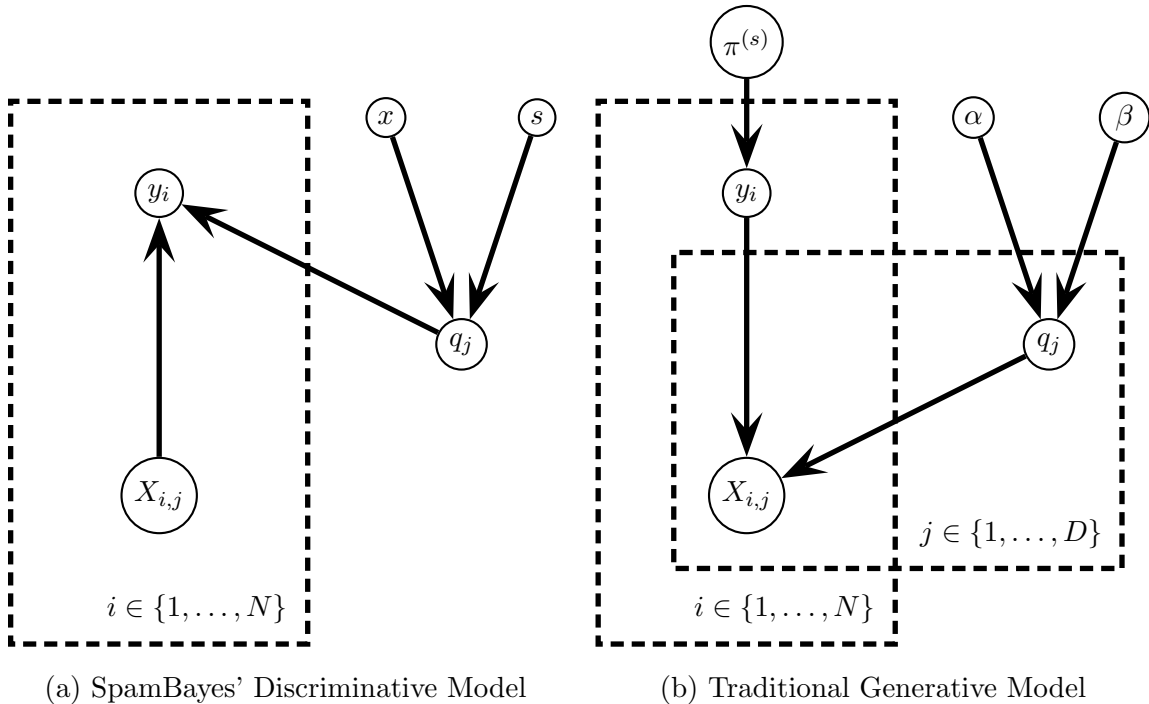 π^(s)
x
s
α
β
y_i
y_i
q_j
q_j
X_{i,j}
X_{i,j}
j ∈ {1, . . . , D}
i ∈ {1, . . . , N}
i ∈ {1, . . . , N}
(a) SpamBayes’ Discriminative Model
(b) Traditional Generative Model